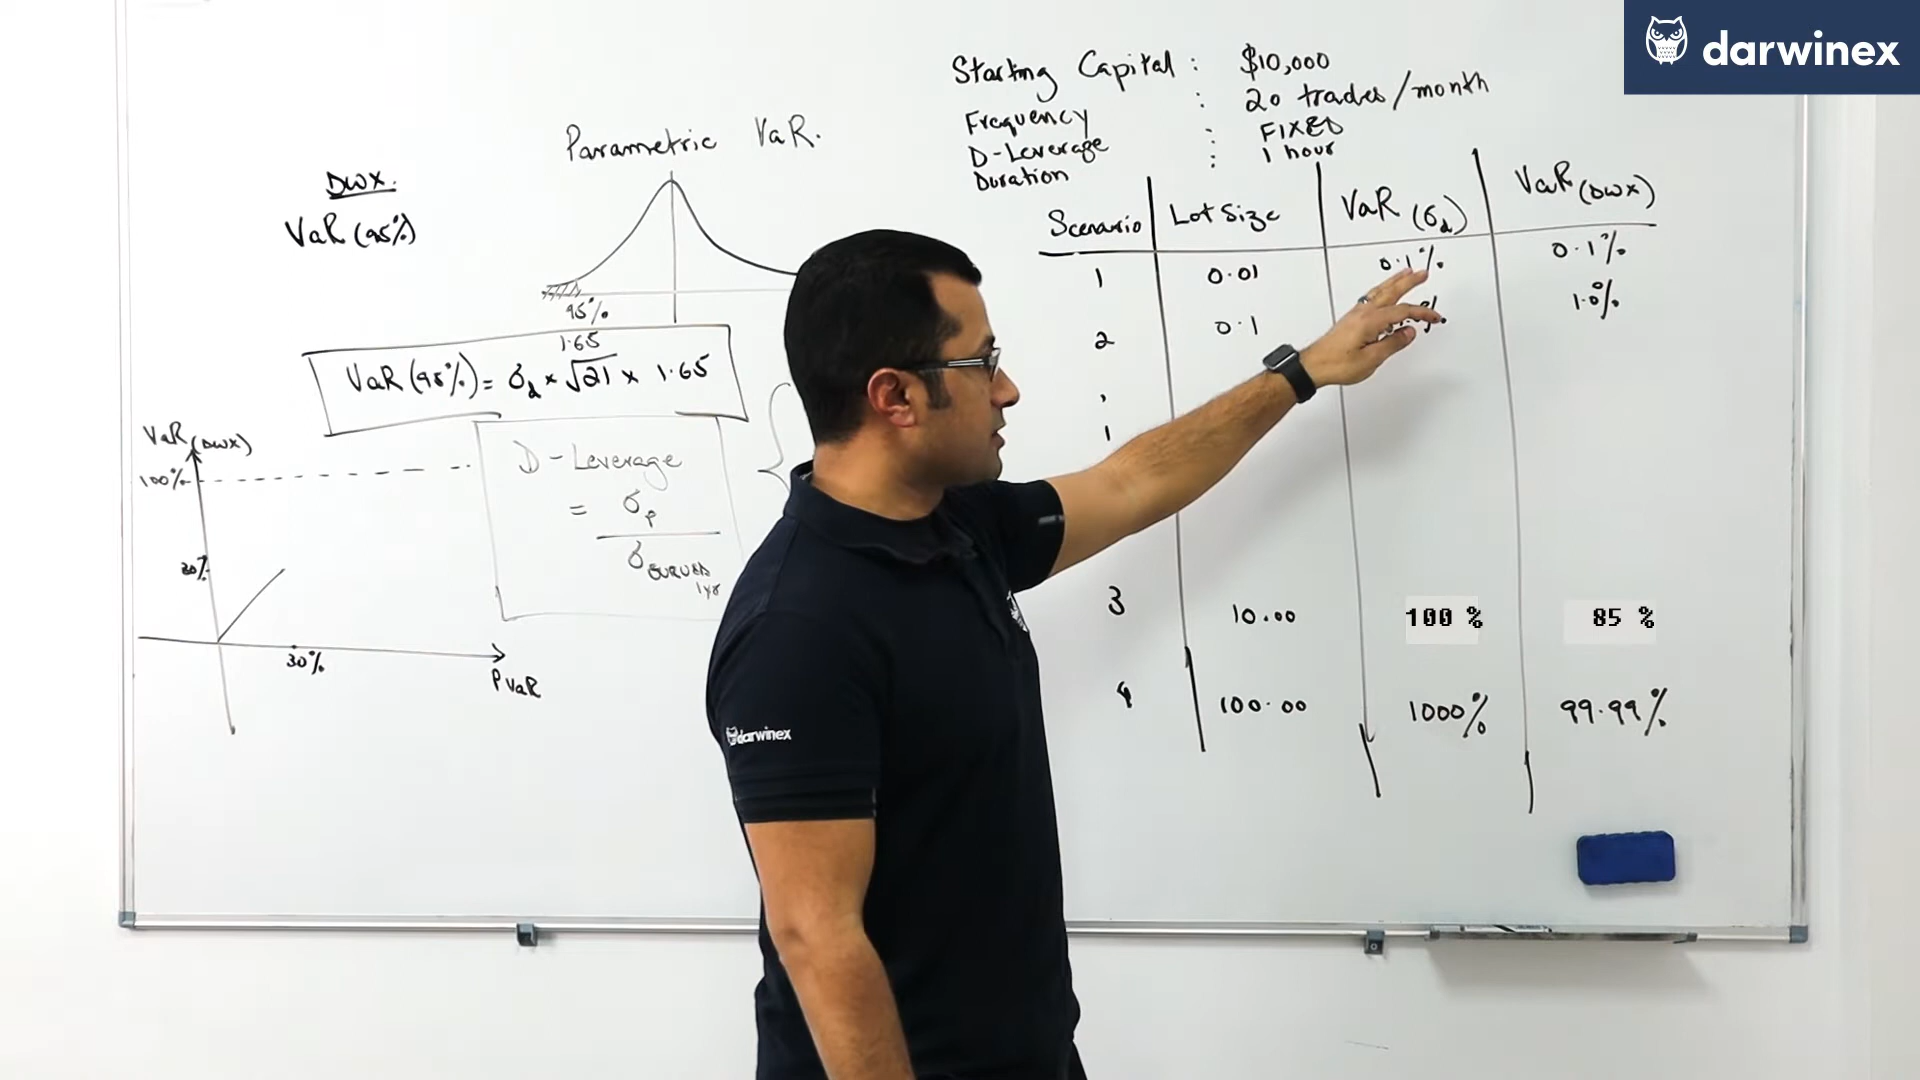 darwinex
Starting Capital : $10,000
Frequency : 20 trades/month
D-Leverage : FIXED
Duration : 1 hour
Parametric VaR.
DWX.
VaR (95%)
95%
1.65
VaR (95%) = σd × √21 × 1.65
VaR (DWX)
100%
30%
30%
PVaR
D-Leverage
= σp
σEURUSD
1yr
Scenario Lot Size VaR (σd) VaR (DWX)
1 0.01 0.1% 0.1%
2 0.1 % 1.0%
3 10.00 100 % 85 %
4 100.00 1000% 99.99%
darwinex